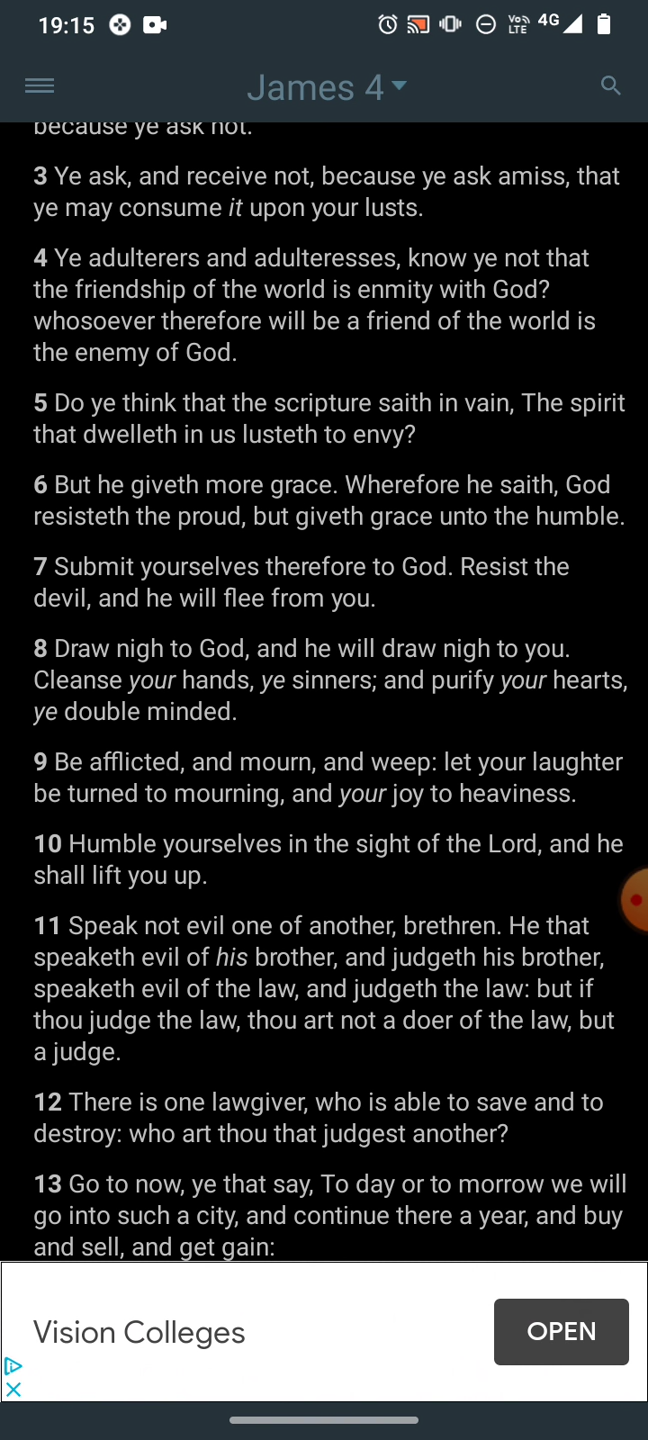 19:15
Vo)) LTE 4G
James 4
because ye ask not.
3 Ye ask, and receive not, because ye ask amiss, that
ye may consume it upon your lusts.
4 Ye adulterers and adulteresses, know ye not that
the friendship of the world is enmity with God?
whosoever therefore will be a friend of the world is
the enemy of God.
5 Do ye think that the scripture saith in vain, The spirit
that dwelleth in us lusteth to envy?
6 But he giveth more grace. Wherefore he saith, God
resisteth the proud, but giveth grace unto the humble.
7 Submit yourselves therefore to God. Resist the
devil, and he will flee from you.
8 Draw nigh to God, and he will draw nigh to you.
Cleanse your hands, ye sinners; and purify your hearts,
ye double minded.
9 Be afflicted, and mourn, and weep: let your laughter
be turned to mourning, and your joy to heaviness.
10 Humble yourselves in the sight of the Lord, and he
shall lift you up.
11 Speak not evil one of another, brethren. He that
speaketh evil of his brother, and judgeth his brother,
speaketh evil of the law, and judgeth the law: but if
thou judge the law, thou art not a doer of the law, but
a judge.
12 There is one lawgiver, who is able to save and to
destroy: who art thou that judgest another?
13 Go to now, ye that say, To day or to morrow we will
go into such a city, and continue there a year, and buy
and sell, and get gain:
Vision Colleges
OPEN